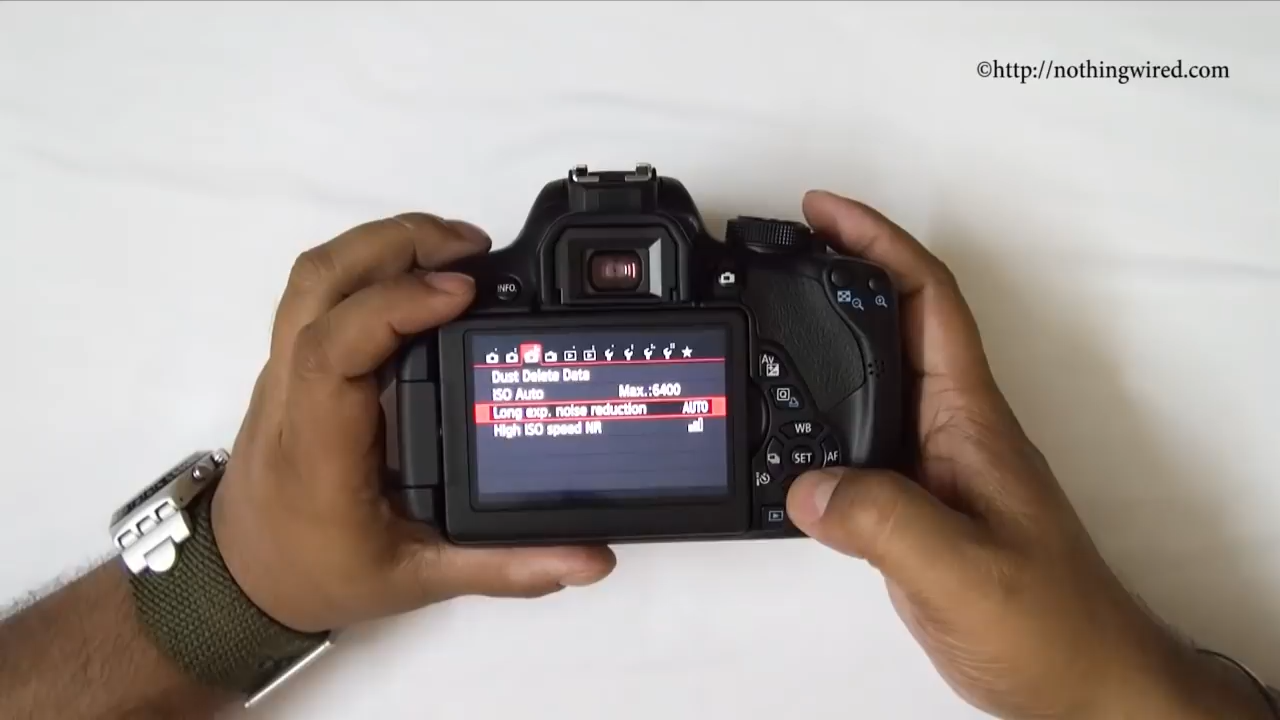 ©http://nothingwired.com
INFO.
Dust Delete Data
ISO Auto Max.:6400
Long exp. noise reduction AUTO
High ISO speed NR
Av
WB
SET AF